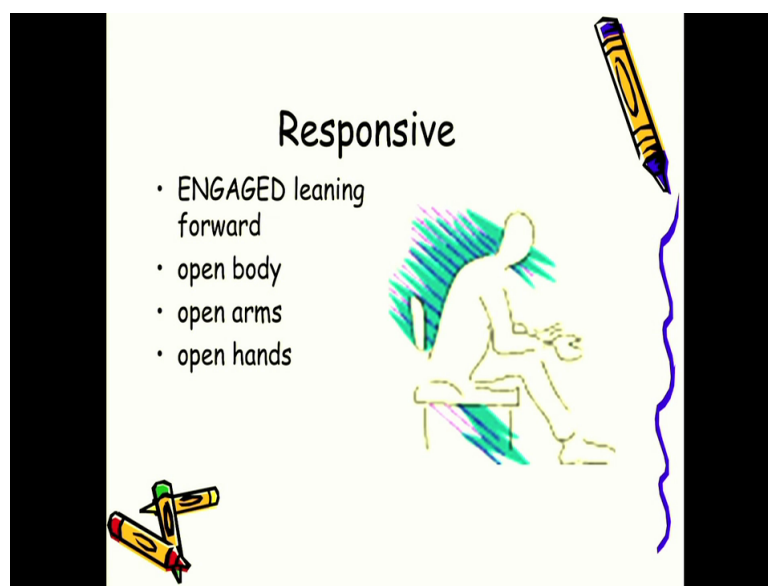 Responsive
• ENGAGED leaning
forward
• open body
• open arms
• open hands